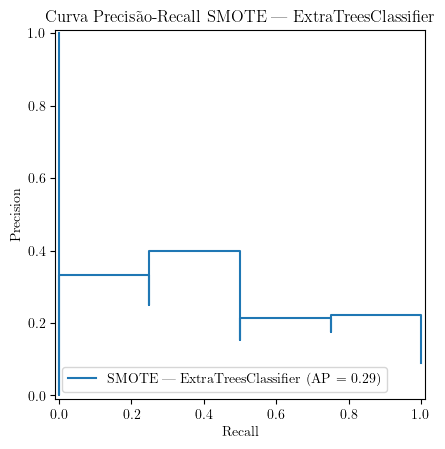 Curva Precisão-Recall SMOTE — ExtraTreesClassifier
1.0
0.8
0.6
0.4
0.2
0.0
Precision
SMOTE — ExtraTreesClassifier (AP = 0.29)
0.0 0.2 0.4 0.6 0.8 1.0
Recall